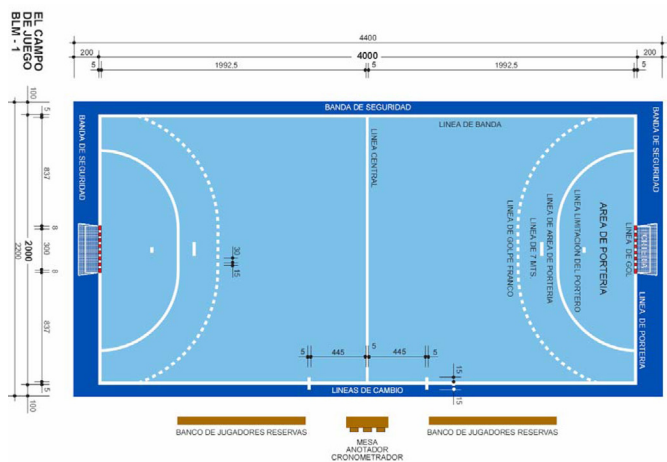 EL CAMPO
DE JUEGO
BLM - 1
4400
200
4000
200
5
1992.5
5
1992.5
5
100
5
837
8
300
8
2000
2200
837
5
100
BANDA DE SEGURIDAD
BANDA DE SEGURIDAD
BANDA DE SEGURIDAD
LINEA DE BANDA
LINEA CENTRAL
AREA DE PORTERIA
LINEA DE GOL
LINEA LIMITACIÓN DEL PORTERO
LINEA DE AREA DE PORTERIA
LINEA DE 7 MTS.
LINEA DE GOLPE FRANCO
PORTERIA
LINEA DE PORTERIA
30
15
5
445
5
445
5
15
15
LINEAS DE CAMBIO
BANCO DE JUGADORES RESERVAS
BANCO DE JUGADORES RESERVAS
MESA
ANOTADOR
CRONOMETRADOR